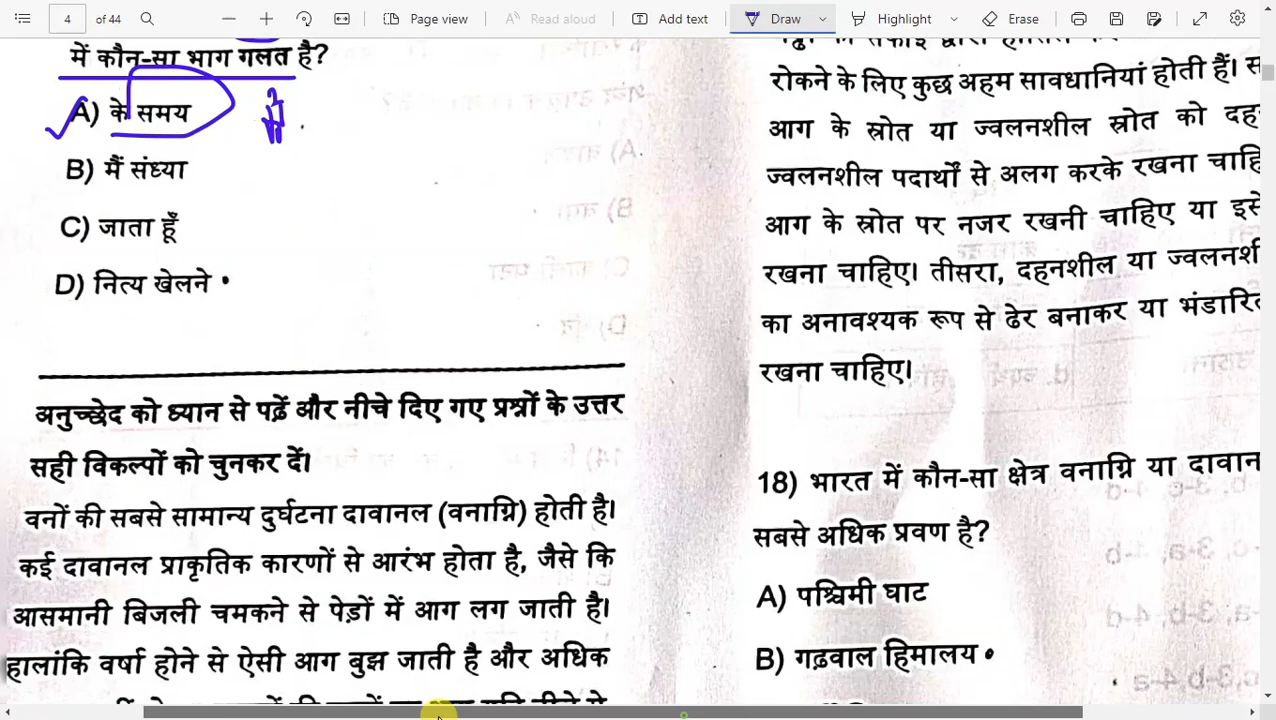 4 of 44 Page view Read aloud Add text Draw Highlight Erase
में कौन-सा भाग गलत है?
A) के समय में
B) मैं संध्या
C) जाता हूँ
D) नित्य खेलने
अनुच्छेद को ध्यान से पढ़ें और नीचे दिए गए प्रश्नों के उत्तर
सही विकल्पों को चुनकर दें।
वनों की सबसे सामान्य दुर्घटना दावानल (वनाग्नि) होती है।
कई दावानल प्राकृतिक कारणों से आरंभ होता है, जैसे कि
आसमानी बिजली चमकने से पेड़ों में आग लग जाती है।
हालांकि वर्षा होने से ऐसी आग बुझ जाती है और अधिक
रोकने के लिए कुछ अहम सावधानियां होती हैं। स
आग के स्रोत या ज्वलनशील स्रोत को दह
ज्वलनशील पदार्थों से अलग करके रखना चाहि
आग के स्रोत पर नजर रखनी चाहिए या इसे
रखना चाहिए। तीसरा, दहनशील या ज्वलनशी
का अनावश्यक रूप से ढेर बनाकर या भंडारित
रखना चाहिए।
18) भारत में कौन-सा क्षेत्र वनाग्नि या दावान
सबसे अधिक प्रवण है?
A) पश्चिमी घाट
B) गढ़वाल हिमालय